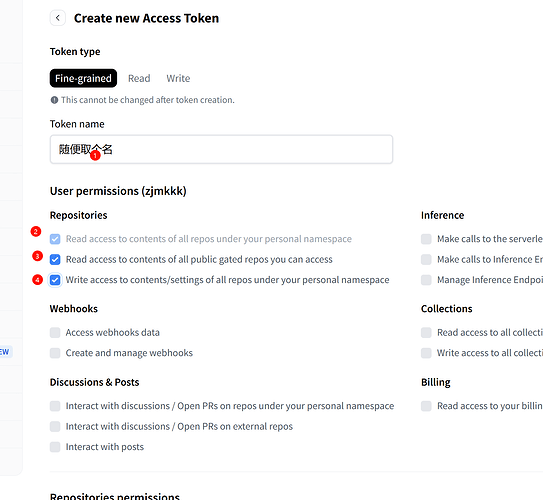 Create new Access Token
Token type
Fine-grained Read Write
This cannot be changed after token creation.
Token name
随便取个名
1
User permissions (zjmkkk)
Repositories
2
Read access to contents of all repos under your personal namespace
3
Read access to contents of all public gated repos you can access
4
Write access to contents/settings of all repos under your personal namespace
Webhooks
Access webhooks data
Create and manage webhooks
Discussions & Posts
Interact with discussions / Open PRs on repos under your personal namespace
Interact with discussions / Open PRs on external repos
Interact with posts
Inference
Make calls to the serverle
Make calls to Inference En
Manage Inference Endpoi
Collections
Read access to all collecti
Write access to all collecti
Billing
Read access to your billin
EW
Repositories permissions